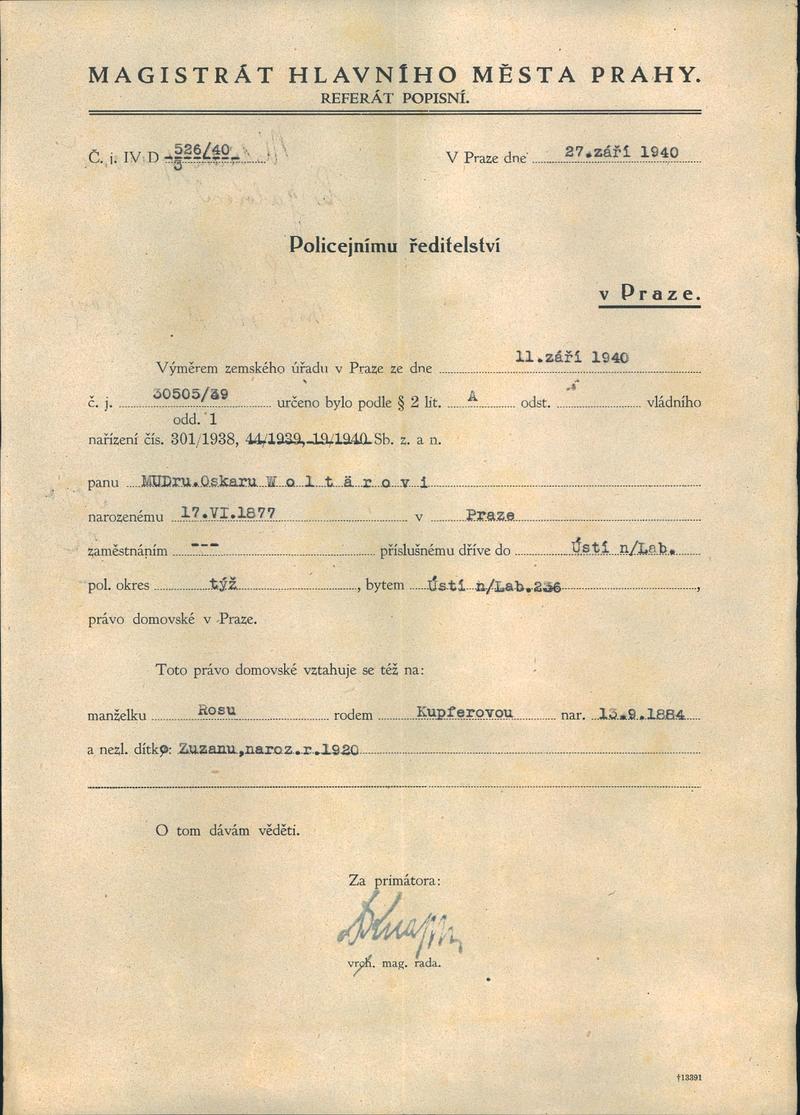 MAGISTRÁT HLAVNÍHO MĚSTA PRAHY.
REFERÁT POPISNÍ.
Č. j. IV D 526/40 V Praze dne 27.září 1940
3
Policejnímu ředitelství
v Praze.
Výměrem zemského úřadu v Praze ze dne 11.září 1940
č. j. 30505/39 určeno bylo podle § 2 lit. A odst. vládního
odd. 1
nařízení čís. 301/1938, 44/1939, 19/1940 Sb. z. a n.
panu MUDru.Oskaru W o l t ä r o v i
narozenému 17.VI.1877 v Praze
zaměstnáním --- příslušnému dříve do Ústí n/Lab.
pol. okres týž, bytem Ústí n/Lab.236,
právo domovské v Praze.
Toto právo domovské vztahuje se též na:
manželku Rosu rodem Kupferovou nar. 13.9.1884
a nezl. dítko: Zuzanu,naroz.r.1920
O tom dávám věděti.
Za primátora:
vrch. mag. rada.
†13391